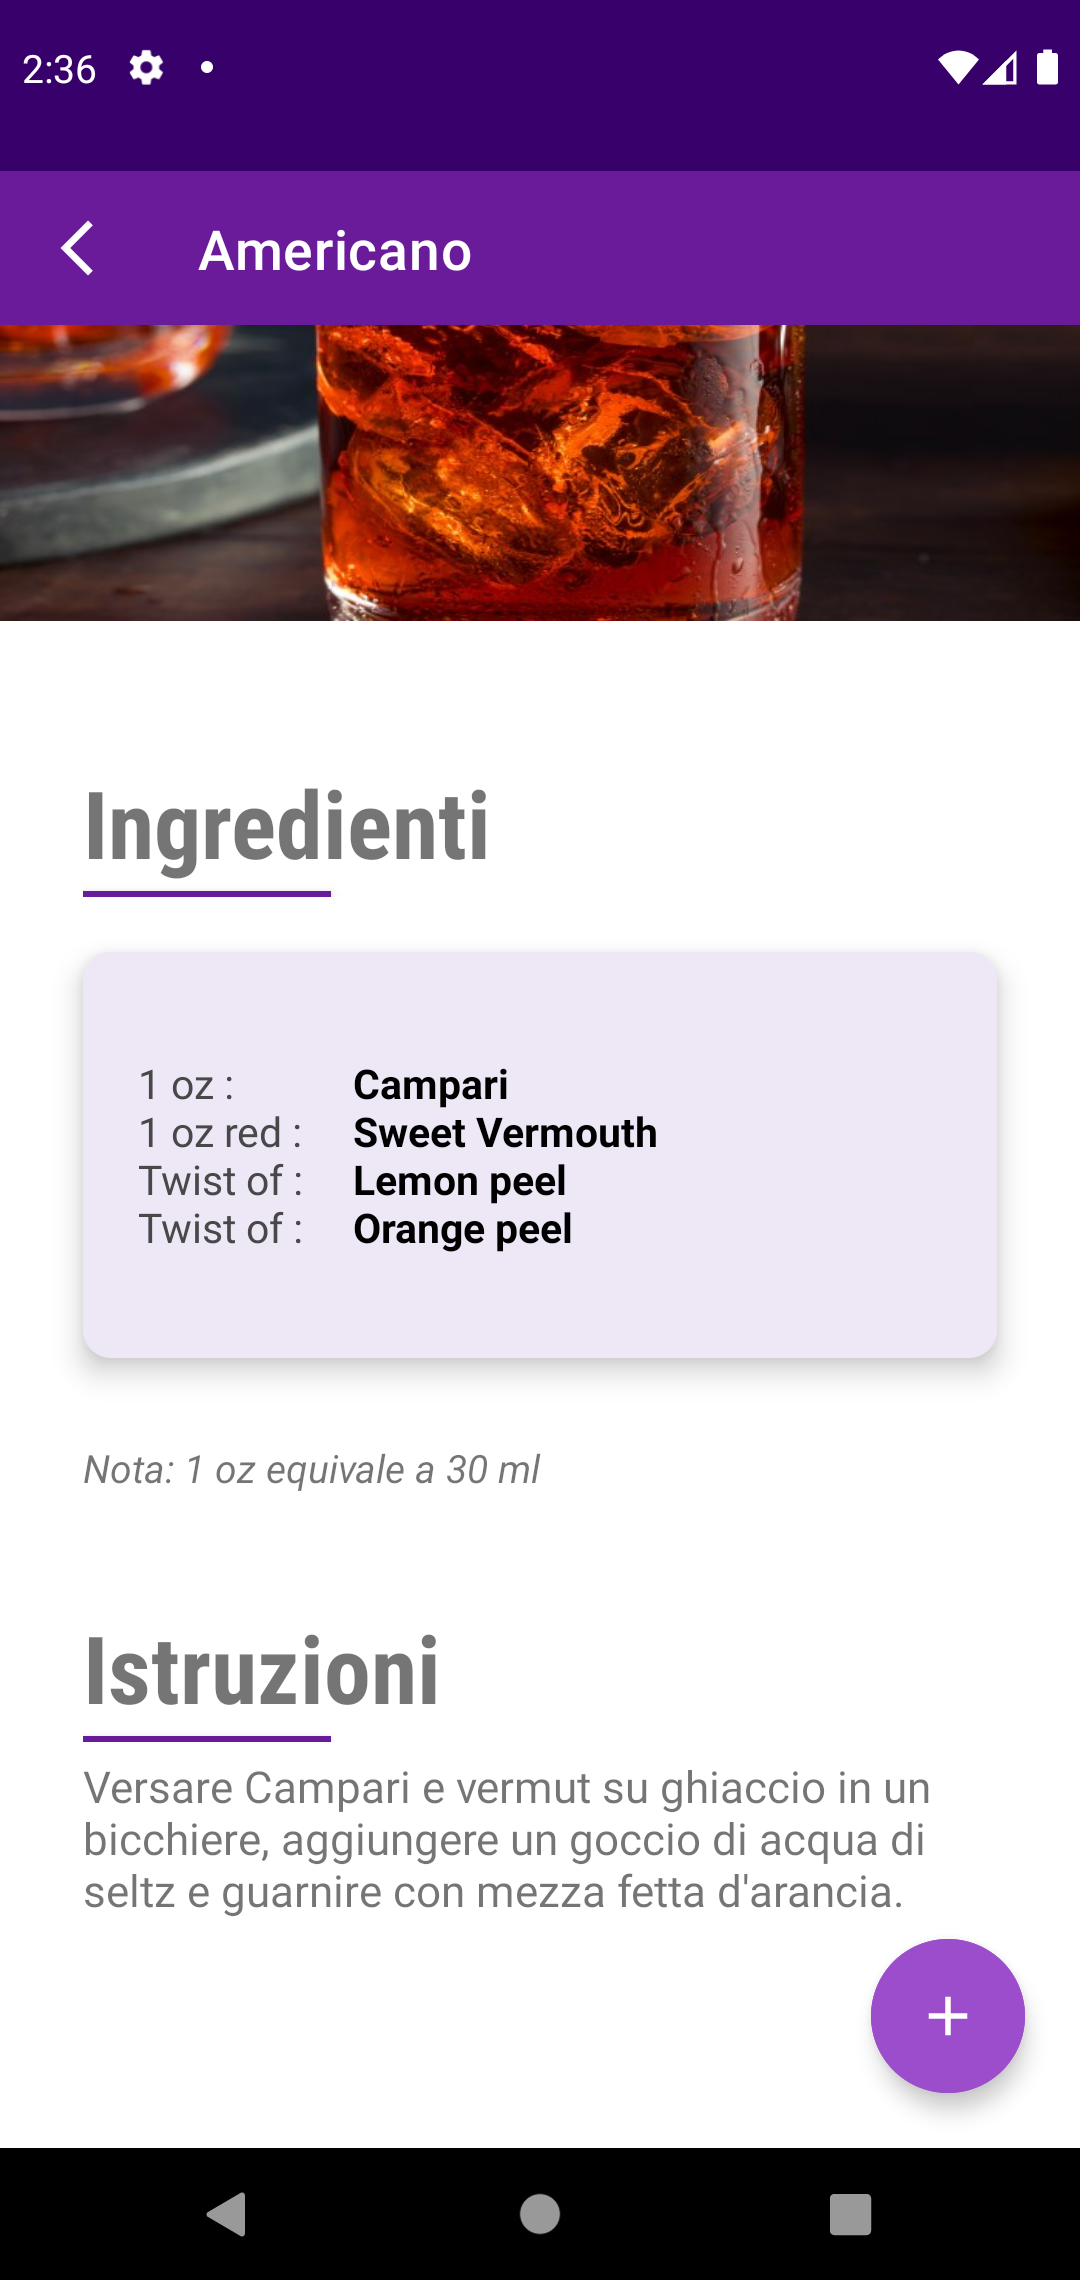 2:36
Americano
Ingredienti
1 oz : Campari
1 oz red : Sweet Vermouth
Twist of : Lemon peel
Twist of : Orange peel
Nota: 1 oz equivale a 30 ml
Istruzioni
Versare Campari e vermut su ghiaccio in un
bicchiere, aggiungere un goccio di acqua di
seltz e guarnire con mezza fetta d'arancia.